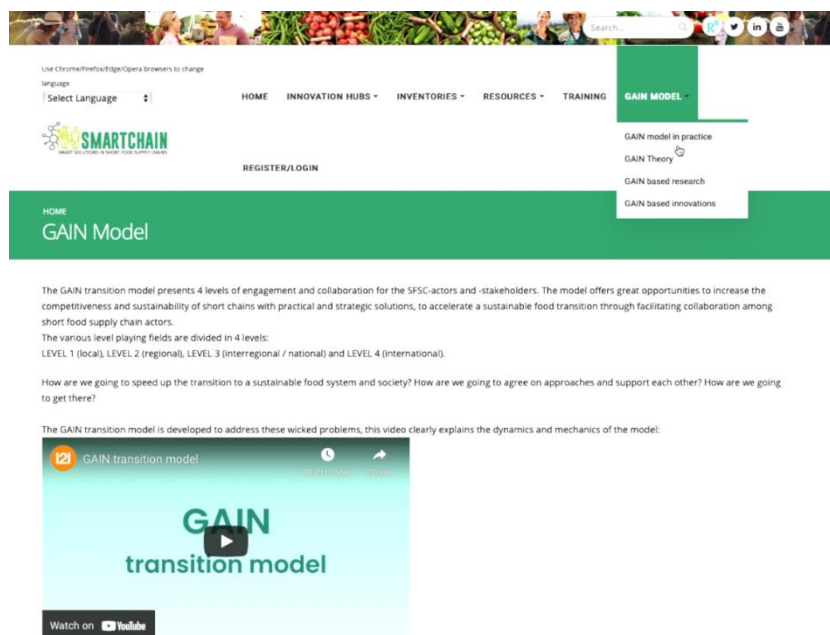 Search...
Use Chrome/Firefox/Edge/Opera browsers to change
language
Select Language
HOME INNOVATION HUBS INVENTORIES RESOURCES TRAINING GAIN MODEL
SMARTCHAIN
SMART SOLUTIONS IN SHORT FOOD SUPPLY CHAINS
REGISTER/LOGIN
GAIN model in practice
GAIN Theory
GAIN based research
GAIN based innovations
HOME
GAIN Model
The GAIN transition model presents 4 levels of engagement and collaboration for the SFSC-actors and -stakeholders. The model offers great opportunities to increase the
competitiveness and sustainability of short chains with practical and strategic solutions, to accelerate a sustainable food transition through facilitating collaboration among
short food supply chain actors.
The various level playing fields are divided in 4 levels:
LEVEL 1 (local), LEVEL 2 (regional), LEVEL 3 (interregional / national) and LEVEL 4 (international).
How are we going to speed up the transition to a sustainable food system and society? How are we going to agree on approaches and support each other? How are we going
to get there?
The GAIN transition model is developed to address these wicked problems, this video clearly explains the dynamics and mechanics of the model:
GAIN transition model
Watch later Share
GAIN
transition model
Watch on YouTube